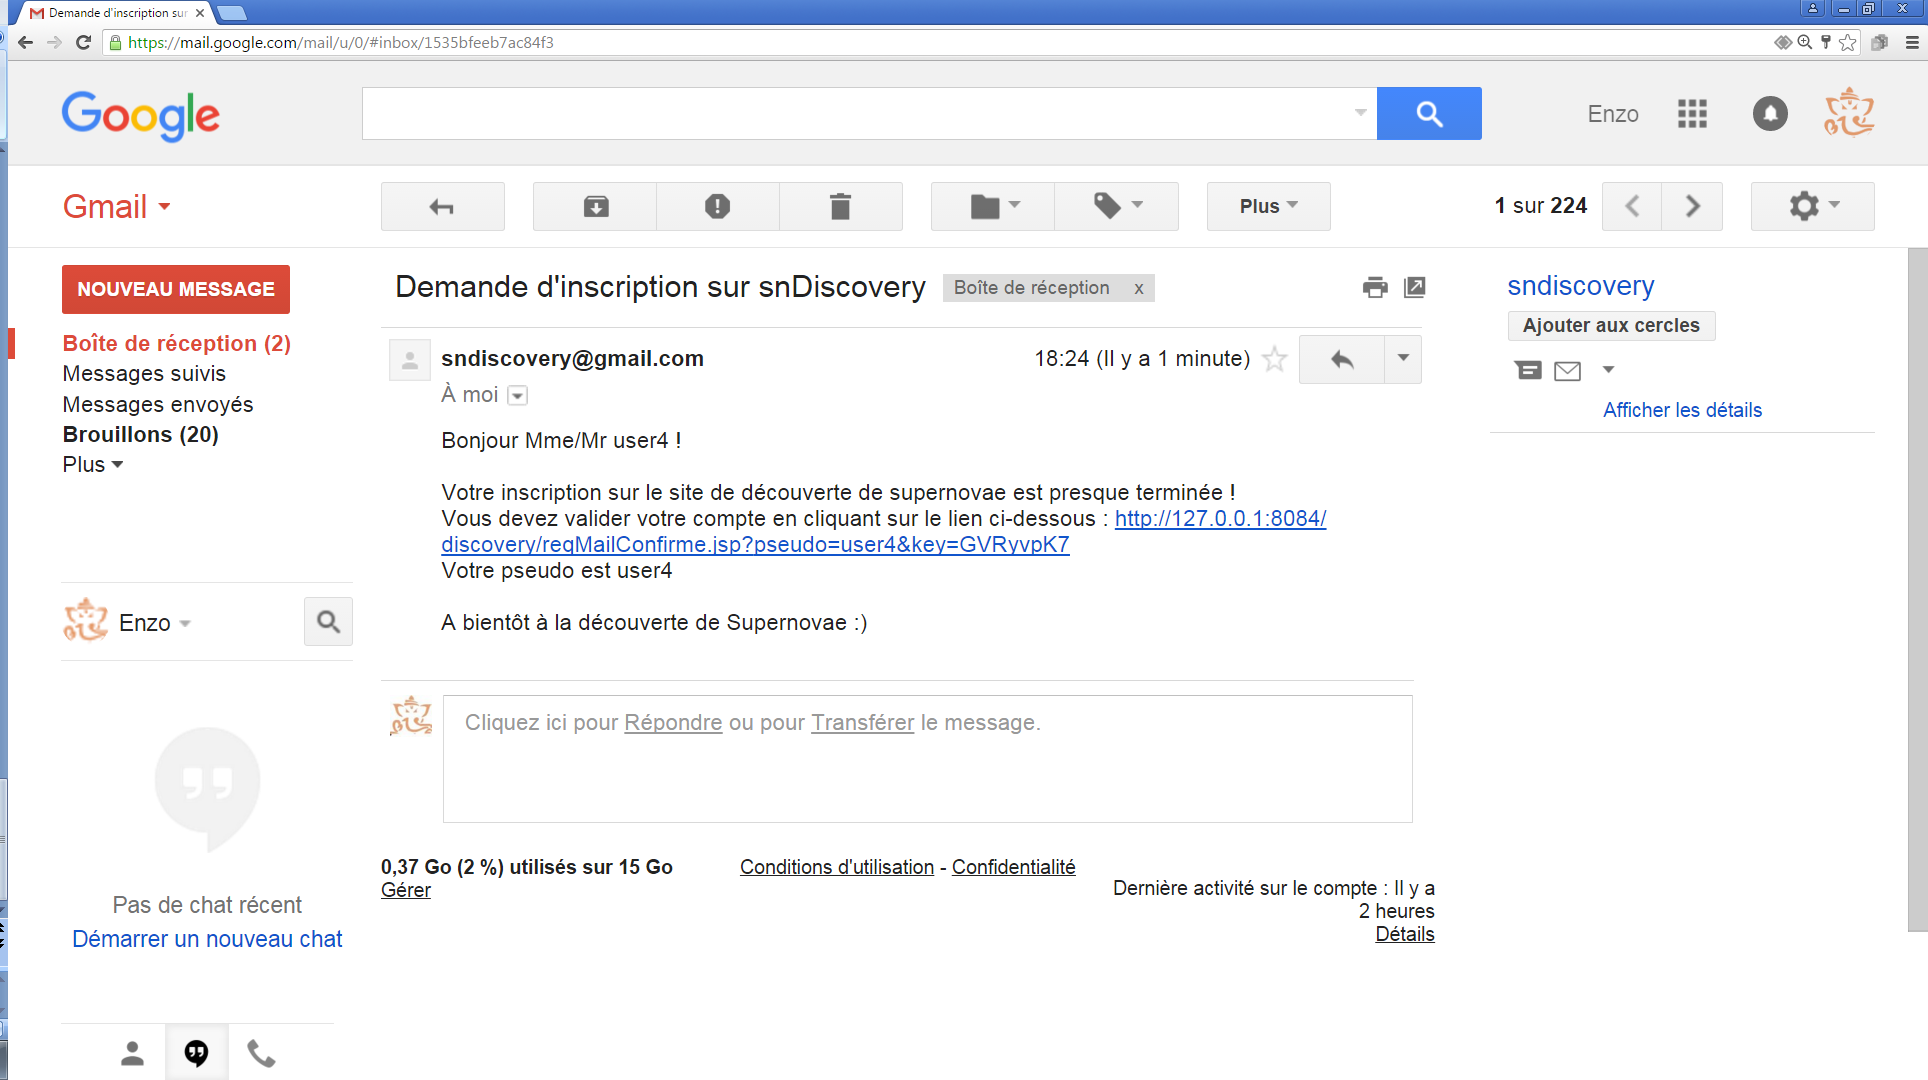 Demande d'inscription sur
https://mail.google.com/mail/u/0/#inbox/1535bfeeb7ac84f3
Google
Enzo
Gmail
Plus
1 sur 224
NOUVEAU MESSAGE
Boîte de réception (2)
Messages suivis
Messages envoyés
Brouillons (20)
Plus
Enzo
Pas de chat récent
Démarrer un nouveau chat
Demande d'inscription sur snDiscovery
Boîte de réception x
sndiscovery@gmail.com
18:24 (Il y a 1 minute)
À moi
Bonjour Mme/Mr user4 !
Votre inscription sur le site de découverte de supernovae est presque terminée !
Vous devez valider votre compte en cliquant sur le lien ci-dessous : http://127.0.0.1:8084/
discovery/reqMailConfirme.jsp?pseudo=user4&key=GVRyvpK7
Votre pseudo est user4
A bientôt à la découverte de Supernovae :)
Cliquez ici pour Répondre ou pour Transférer le message.
0,37 Go (2 %) utilisés sur 15 Go
Gérer
Conditions d'utilisation - Confidentialité
Dernière activité sur le compte : Il y a
2 heures
Détails
sndiscovery
Ajouter aux cercles
Afficher les détails